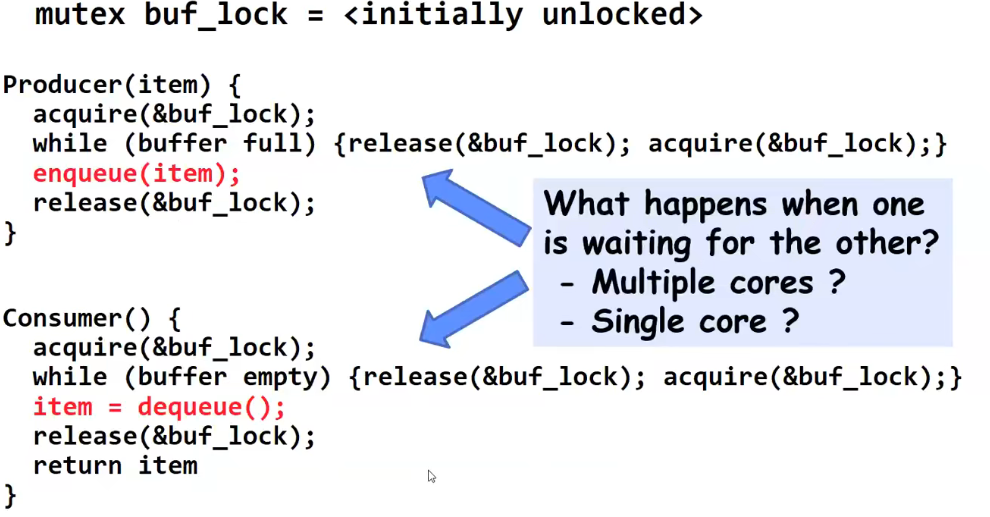 mutex buf_lock = <initially unlocked>
Producer(item) {
acquire(&buf_lock);
while (buffer full) {release(&buf_lock); acquire(&buf_lock);}
enqueue(item);
release(&buf_lock);
}
What happens when one
is waiting for the other?
- Multiple cores ?
- Single core ?
Consumer() {
acquire(&buf_lock);
while (buffer empty) {release(&buf_lock); acquire(&buf_lock);}
item = dequeue();
release(&buf_lock);
return item
}